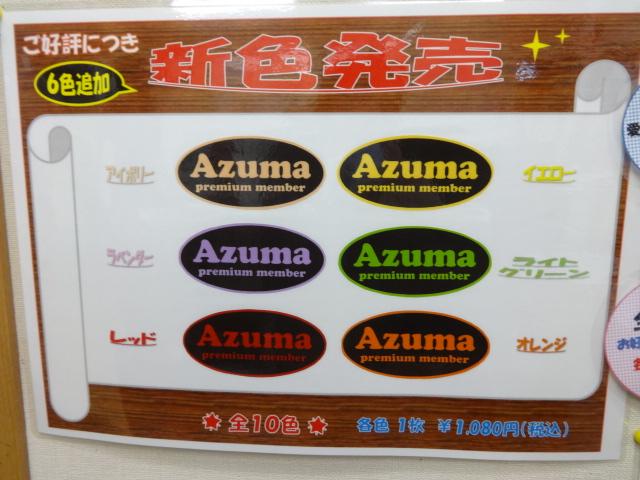 ご好評につき
6色追加
新色発売
アイボリー
Azuma
premium member
Azuma
premium member
イエロー
ラベンダー
Azuma
premium member
Azuma
premium member
ライト
グリーン
レッド
Azuma
premium member
Azuma
premium member
オレンジ
全10色
各色1枚 ￥1.080円(税込)